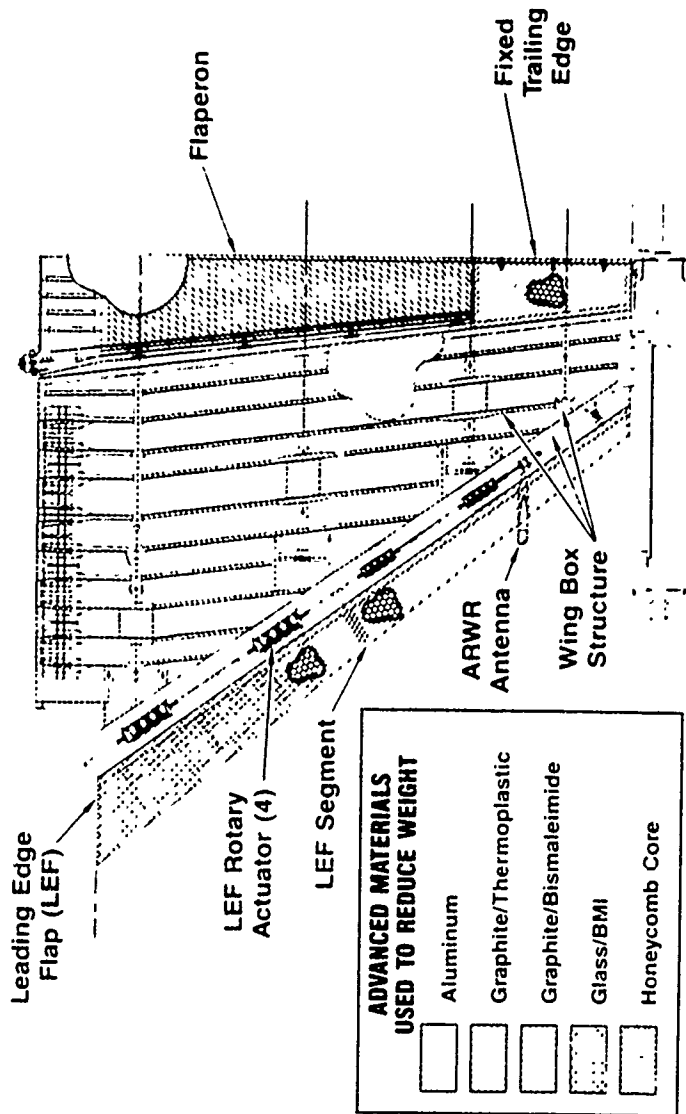 Leading Edge
Flap (LEF)
LEF Rotary
Actuator (4)
LEF Segment
ARWR
Antenna
Wing Box
Structure
Flaperon
Fixed
Trailing
Edge
ADVANCED MATERIALS
USED TO REDUCE WEIGHT
Aluminum
Graphite/Thermoplastic
Graphite/Bismaleimide
Glass/BMI
Honeycomb Core